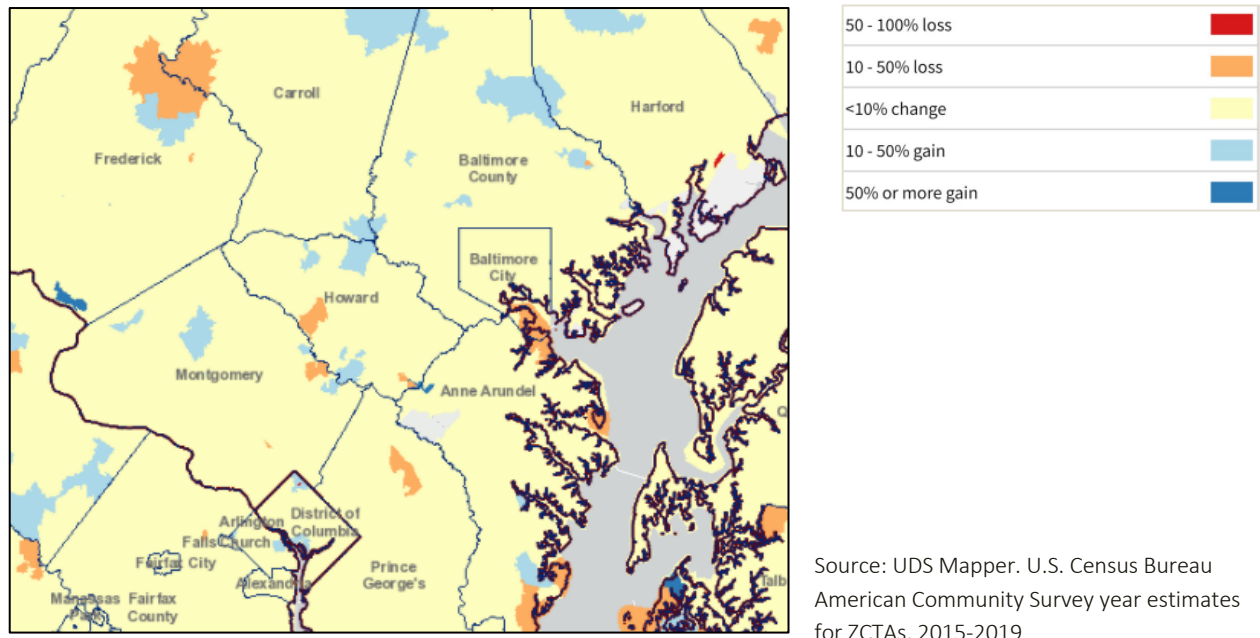 Carroll
Harford
Frederick
Baltimore
County
Baltimore
City
Howard
Montgomery
Anne Arundel
District of
Columbia
Arlington
Falls Church
Fairfax City
Alexandria
Prince
George's
Fairfax
County
Manassas
50 - 100% loss
10 - 50% loss
<10% change
10 - 50% gain
50% or more gain
Source: UDS Mapper. U.S. Census Bureau
American Community Survey year estimates
for ZCTAs, 2015-2019